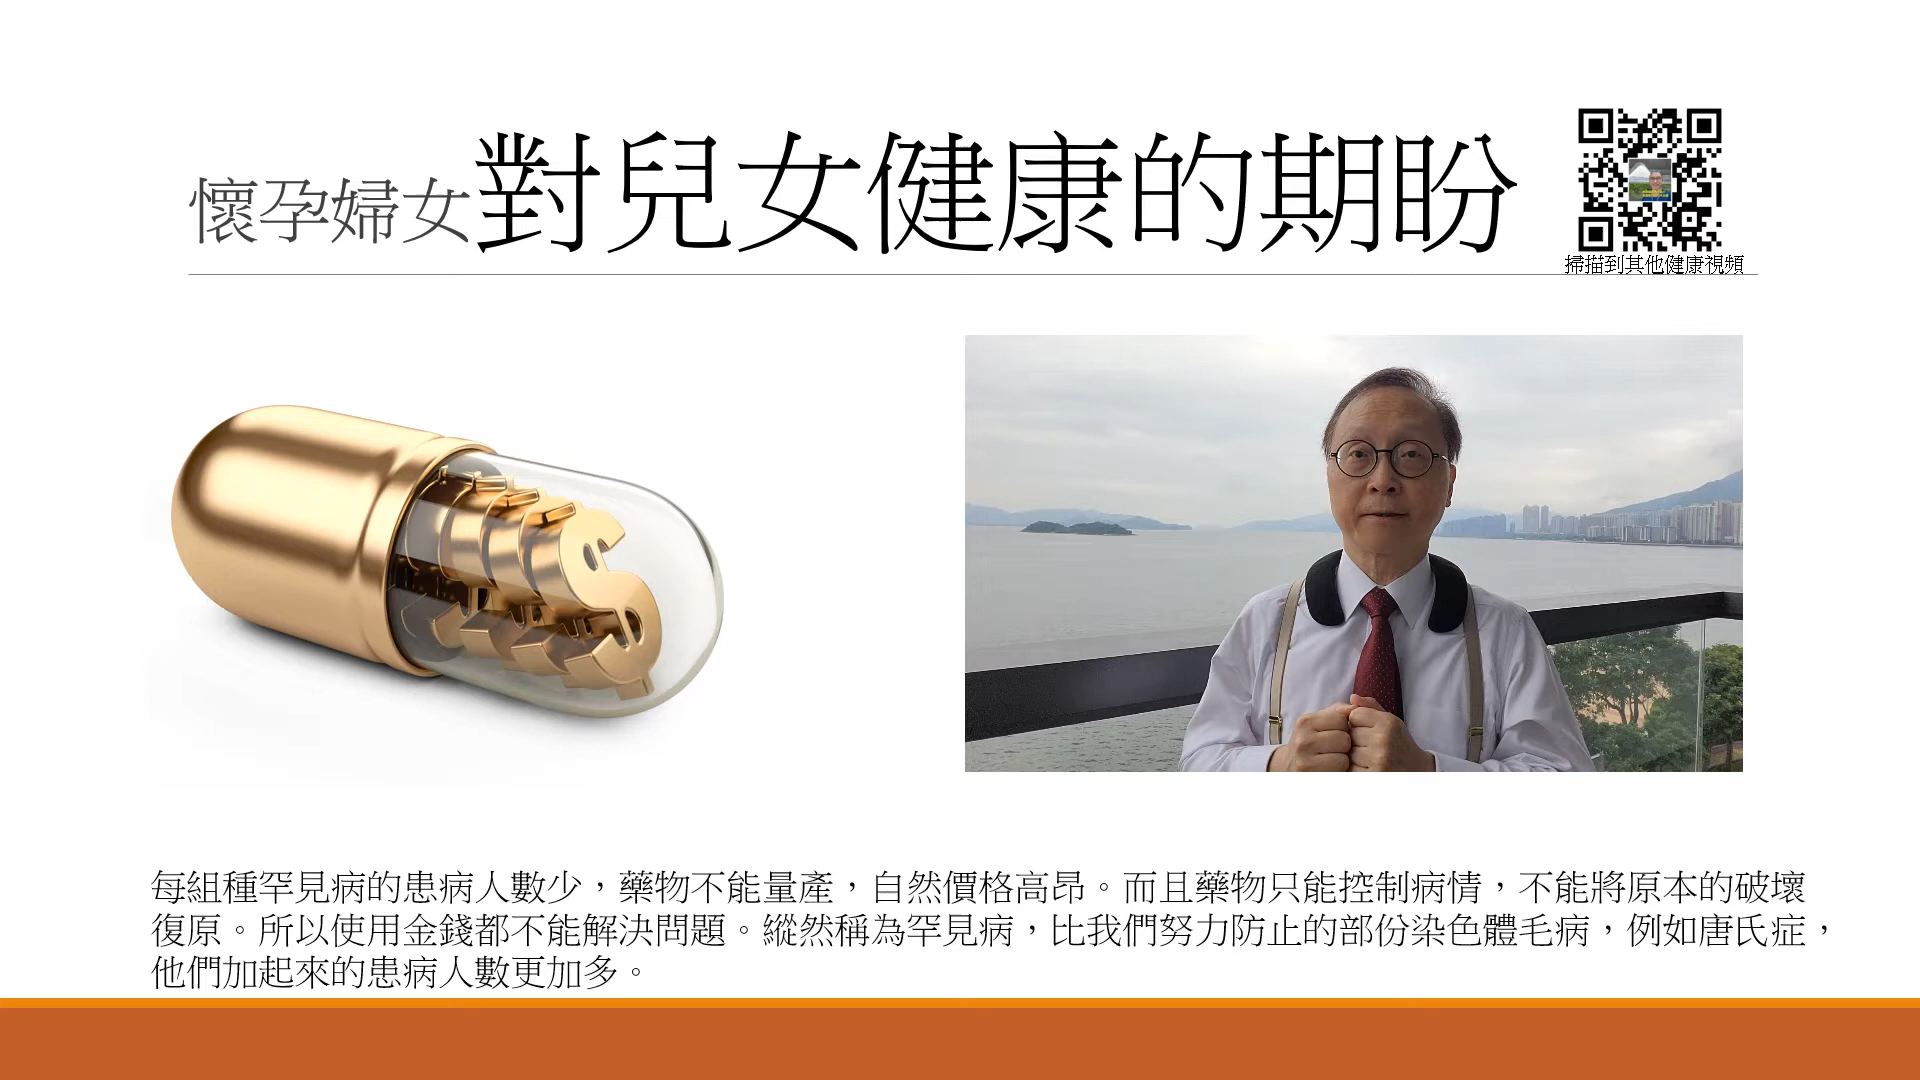 懷孕婦女對兒女健康的期盼
掃描到其他健康視頻
每組種罕見病的患病人數少，藥物不能量產，自然價格高昂。而且藥物只能控制病情，不能將原本的破壞
復原。所以使用金錢都不能解決問題。縱然稱為罕見病，比我們努力防止的部份染色體毛病，例如唐氏症，
他們加起來的患病人數更加多。